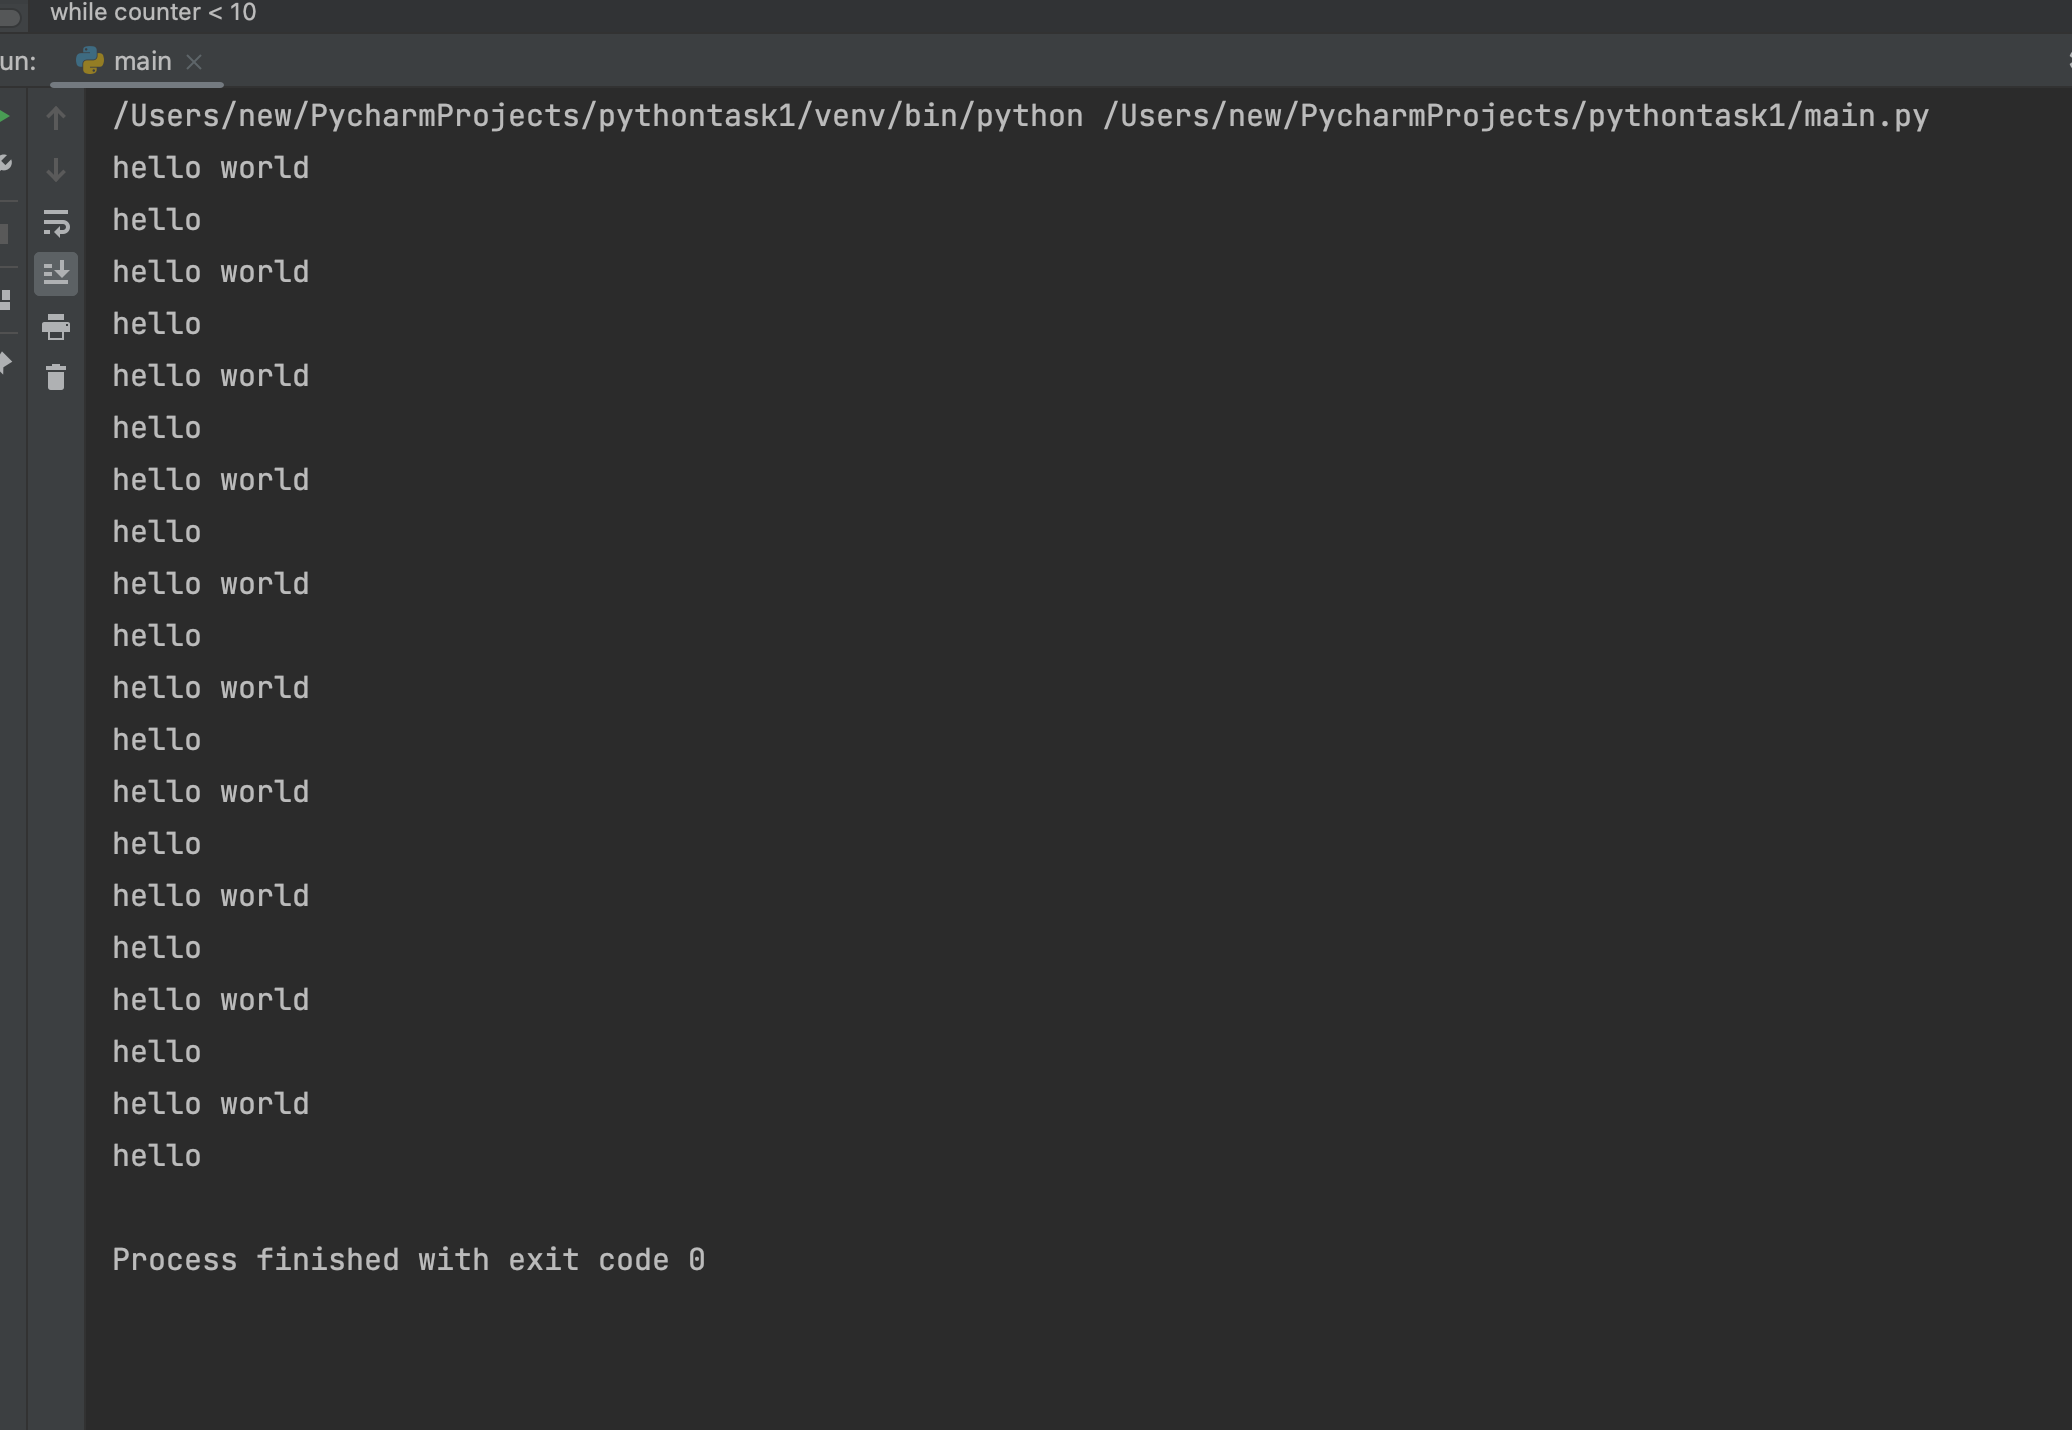 while counter < 10
un:
main
/Users/new/PycharmProjects/pythontask1/venv/bin/python /Users/new/PycharmProjects/pythontask1/main.py
hello world
hello
hello world
hello
hello world
hello
hello world
hello
hello world
hello
hello world
hello
hello world
hello
hello world
hello
hello world
hello
hello world
hello
Process finished with exit code 0